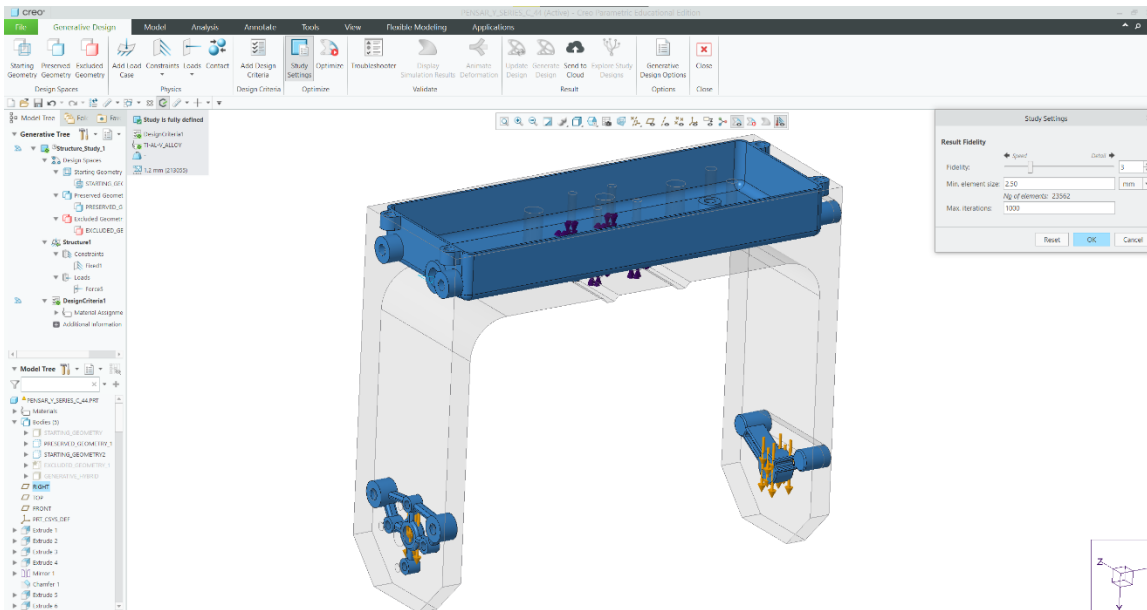 creo
PENSAR_Y_SERIES_C_44 (Active) - Creo Parametric Educational Edition
File
Generative Design
Model
Analysis
Annotate
Tools
View
Flexible Modeling
Applications
Starting Geometry
Preserved Geometry
Excluded Geometry
Add Load Case
Constraints
Loads
Contact
Add Design Criteria
Study Settings
Optimize
Troubleshooter
Display Simulation Results
Animate Deformation
Update Design
Generate Design
Send to Cloud
Explore Study Designs
Generative Design Options
Close
Design Spaces
Physics
Design Criteria
Optimize
Validate
Result
Options
Close
Model Tree
Generative Tree
Structure_Study_1
Design Spaces
Starting Geometry
STARTING_GE
Preserved Geomet
PRESERVED_G
Excluded Geomet
EXCLUDED_GE
Structure1
Constraints
Fixed1
Loads
Force1
DesignCriteria1
Material Assignme
Additional Information
Study is fully defined
DesignCriteria1
TI-AL-V_ALLOY
1.2 mm (213055)
Study Settings
Result Fidelity
Speed
Detail
Fidelity:
3
Min. element size:
2.50
mm
Ng of elements: 23562
Max. iterations:
1000
Reset
OK
Cancel
Model Tree
PENSAR_Y_SERIES_C_44.PRT
Materials
Bodies (5)
STARTING_GEOMETRY
PRESERVED_GEOMETRY_1
STARTING_GEOMETRY2
EXCLUDED_GEOMETRY_1
GENERATIVE_HYBRID
RIGHT
TOP
FRONT
PRT_CSYS_DEF
Extrude 1
Extrude 2
Extrude 3
Extrude 4
Mirror 1
Chamfer 1
Extrude 5
Extrude 6
Z
Y